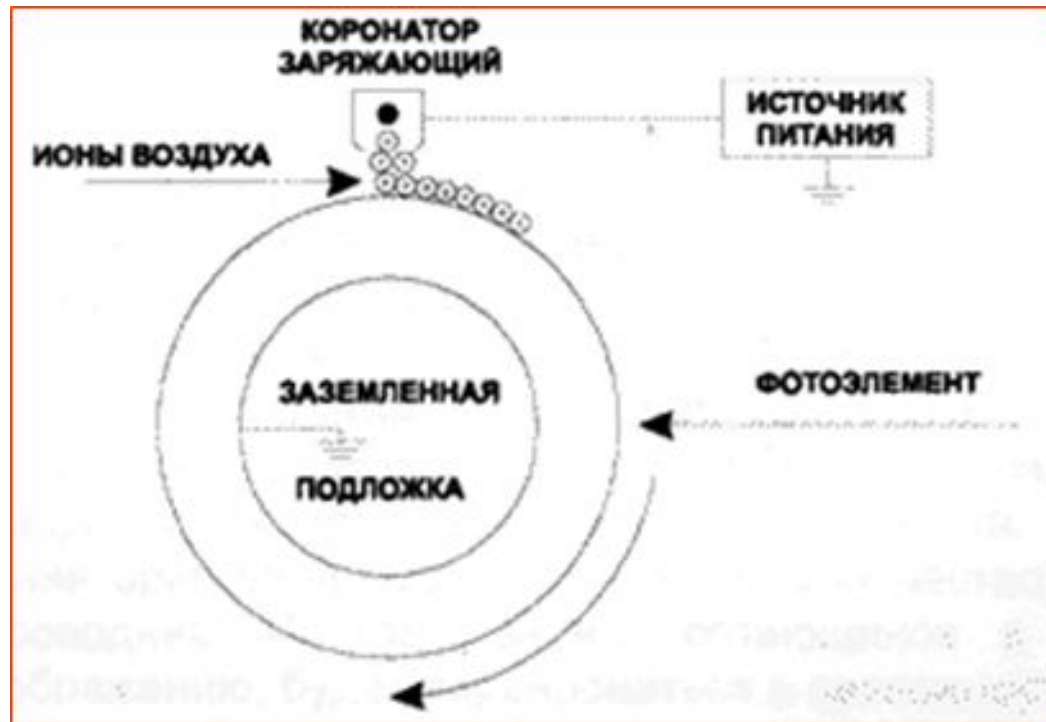 КОРОНАТОР
ЗАРЯЖАЮЩИЙ
ИСТОЧНИК
ПИТАНИЯ
ИОНЫ ВОЗДУХА
ФОТОЭЛЕМЕНТ
ЗАЗЕМЛЕННАЯ
ПОДЛОЖКА